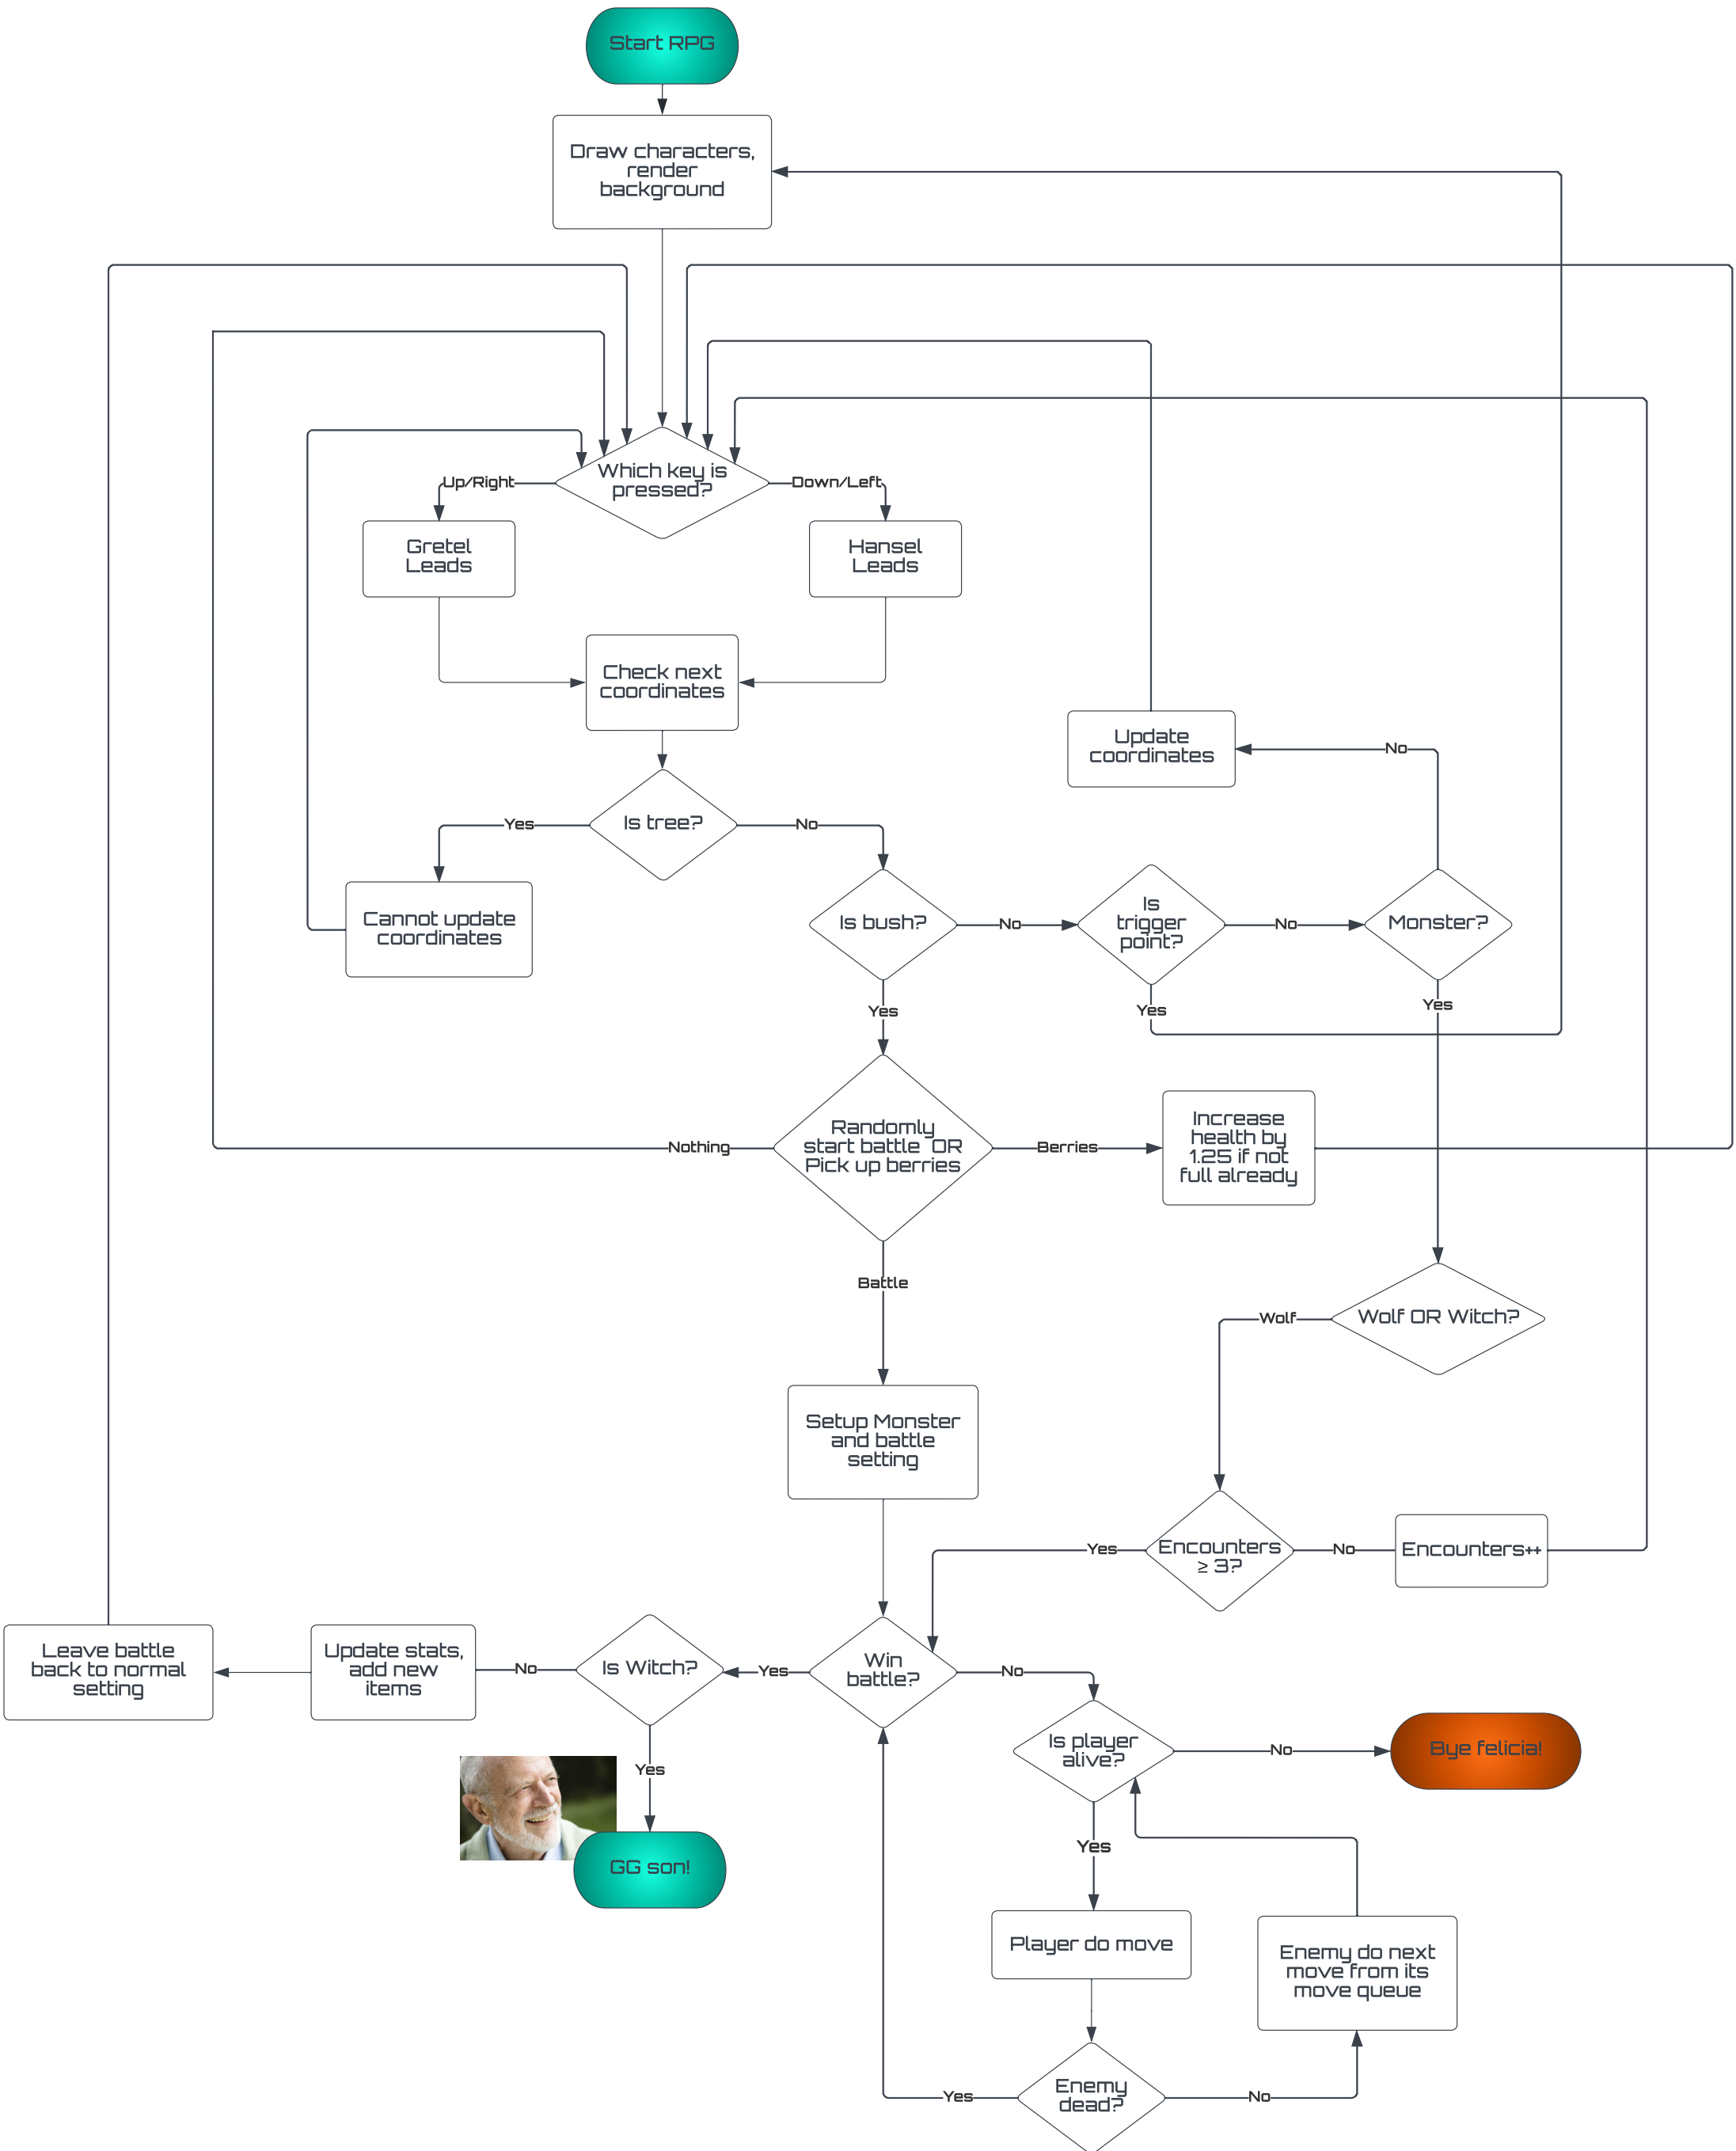 Start RPG
Draw characters,
render
background
Which key is
pressed?
Up/Right
Down/Left
Gretel
Leads
Hansel
Leads
Check next
coordinates
Update
coordinates
No
Is tree?
Yes
No
Cannot update
coordinates
Is bush?
No
Is
trigger
point?
No
Monster?
Yes
Yes
Yes
Randomly
start battle OR
Pick up berries
Nothing
Berries
Increase
health by
1.25 if not
full already
Battle
Wolf OR Witch?
Wolf
Setup Monster
and battle
setting
Encounters
≥ 3?
Yes
No
Encounters++
Leave battle
back to normal
setting
Update stats,
add new
items
No
Is Witch?
Yes
Win
battle?
No
Is player
alive?
No
Bye felicia!
Yes
GG son!
Yes
Player do move
Enemy do next
move from its
move queue
Enemy
dead?
Yes
No